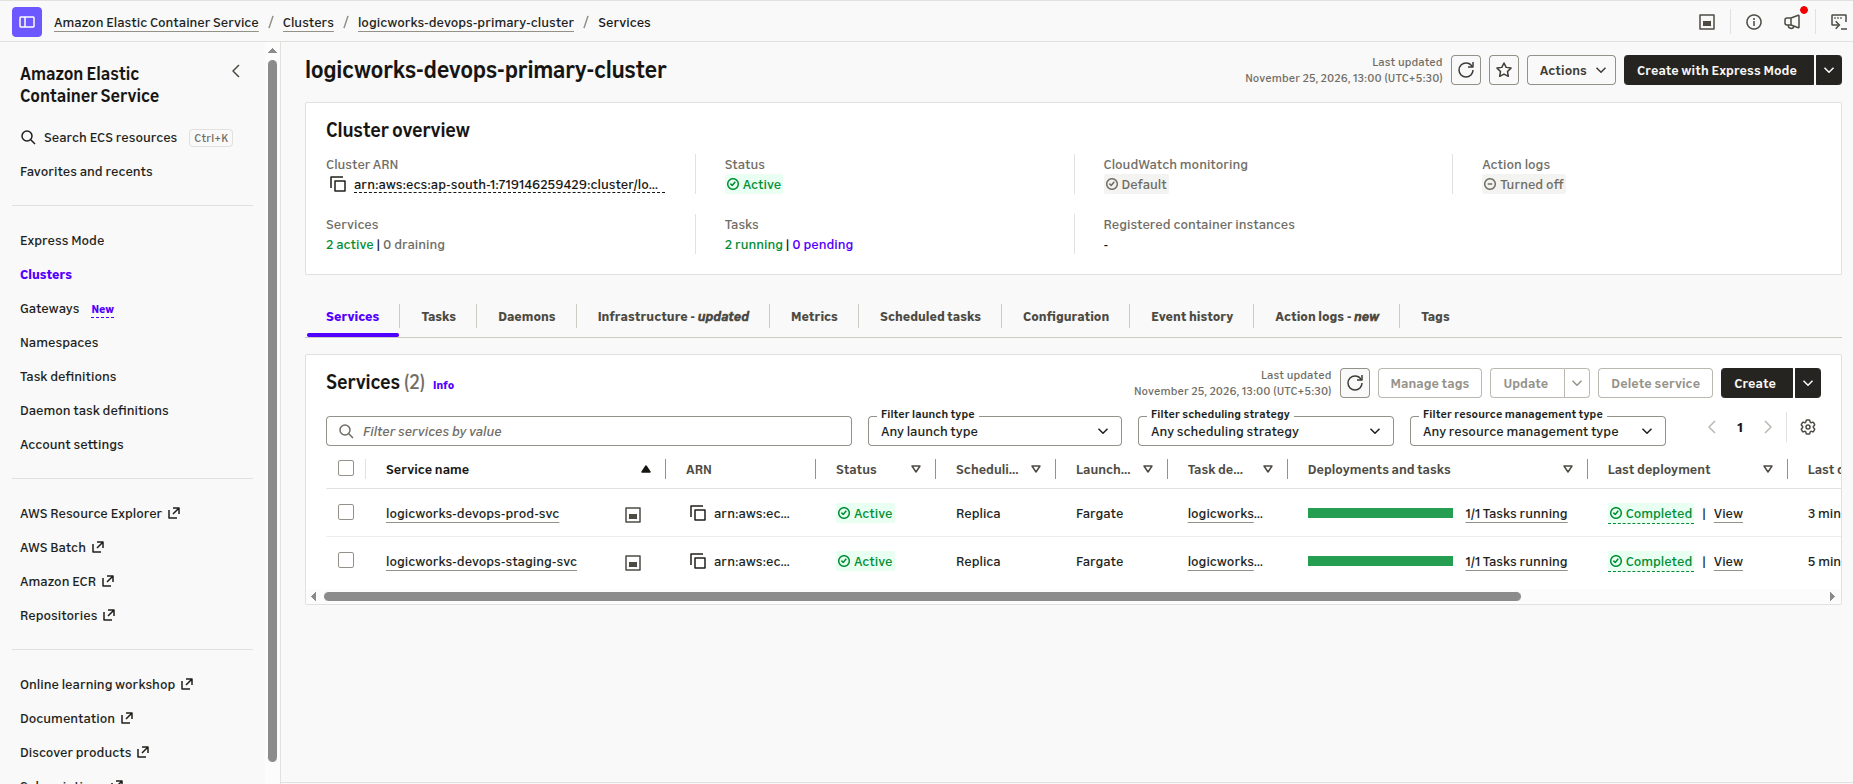 Amazon Elastic Container Service / Clusters / logicworks-devops-primary-cluster / Services
Amazon Elastic
Container Service
Search ECS resources Ctrl+K
Favorites and recents
Express Mode
Clusters
Gateways New
Namespaces
Task definitions
Daemon task definitions
Account settings
AWS Resource Explorer
AWS Batch
Amazon ECR
Repositories
Online learning workshop
Documentation
Discover products
logicworks-devops-primary-cluster
Last updated
November 25, 2026, 13:00 (UTC+5:30)
Actions
Create with Express Mode
Cluster overview
Cluster ARN
arn:aws:ecs:ap-south-1:719146259429:cluster/lo...
Status
Active
CloudWatch monitoring
Default
Action logs
Turned off
Services
2 active | 0 draining
Tasks
2 running | 0 pending
Registered container instances
-
Services Tasks Daemons Infrastructure - updated Metrics Scheduled tasks Configuration Event history Action logs - new Tags
Services (2) Info
Last updated
November 25, 2026, 13:00 (UTC+5:30)
Manage tags Update Delete service Create
Filter services by value
Filter launch type
Any launch type
Filter scheduling strategy
Any scheduling strategy
Filter resource management type
Any resource management type
1
Service name ARN Status Scheduli... Launch... Task de... Deployments and tasks Last deployment Last
logicworks-devops-prod-svc arn:aws:ec... Active Replica Fargate logicworks... 1/1 Tasks running Completed | View 3 min
logicworks-devops-staging-svc arn:aws:ec... Active Replica Fargate logicworks... 1/1 Tasks running Completed | View 5 min